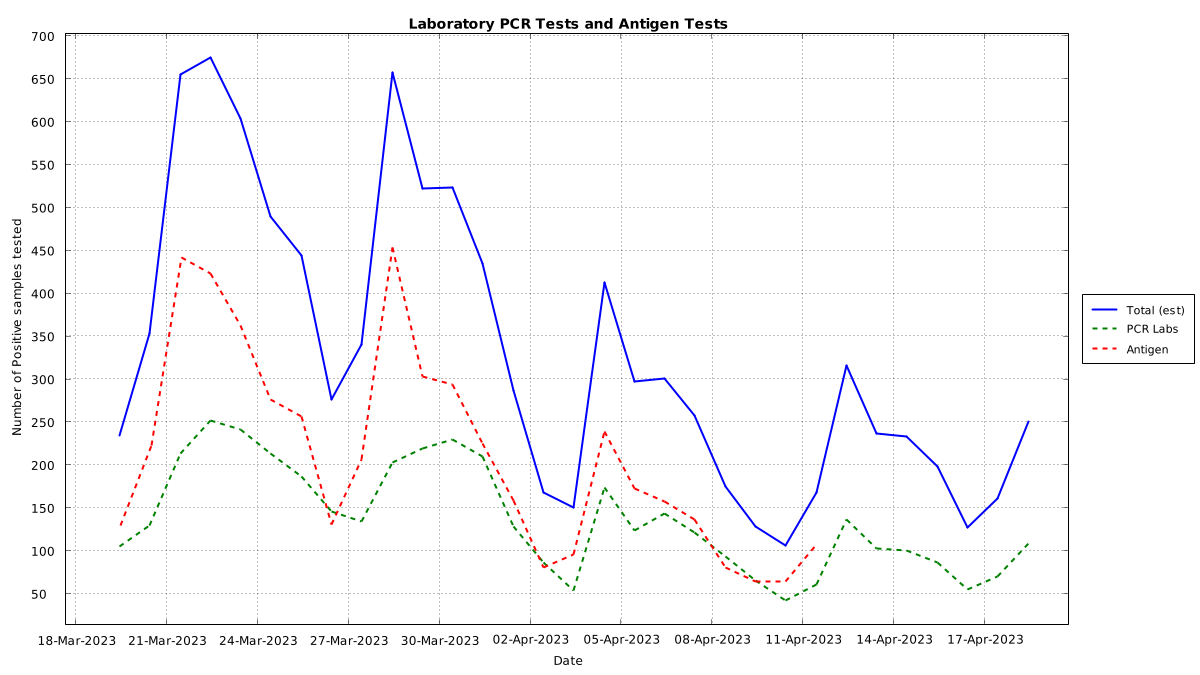 Laboratory PCR Tests and Antigen Tests
700
650
600
550
500
450
400
350
300
250
200
150
100
50
Number of Positive samples tested
Total (est)
PCR Labs
Antigen
18-Mar-2023 21-Mar-2023 24-Mar-2023 27-Mar-2023 30-Mar-2023 02-Apr-2023 05-Apr-2023 08-Apr-2023 11-Apr-2023 14-Apr-2023 17-Apr-2023
Date